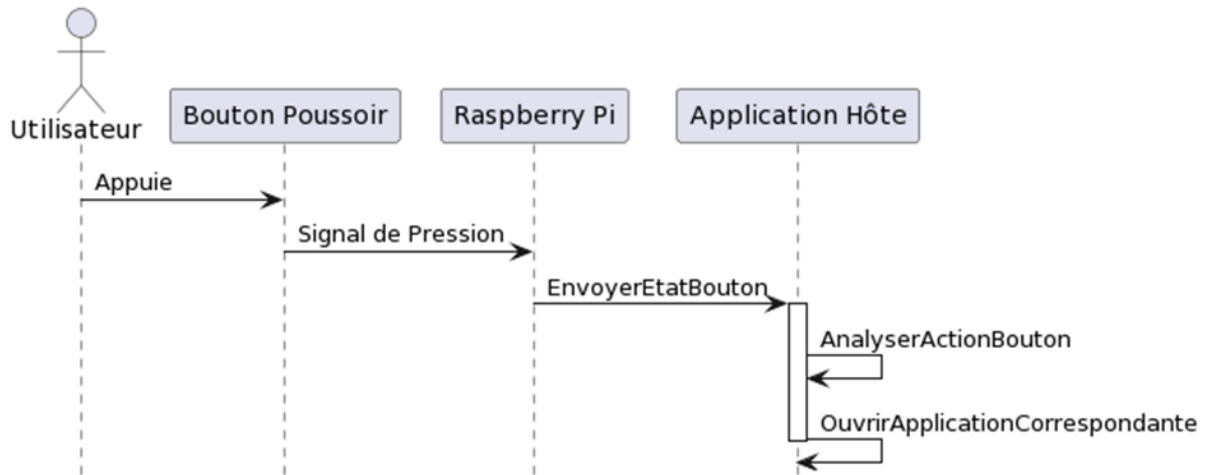 Utilisateur
Bouton Poussoir
Raspberry Pi
Application Hôte
Appuie
Signal de Pression
EnvoyerEtatBouton
AnalyserActionBouton
OuvrirApplicationCorrespondante